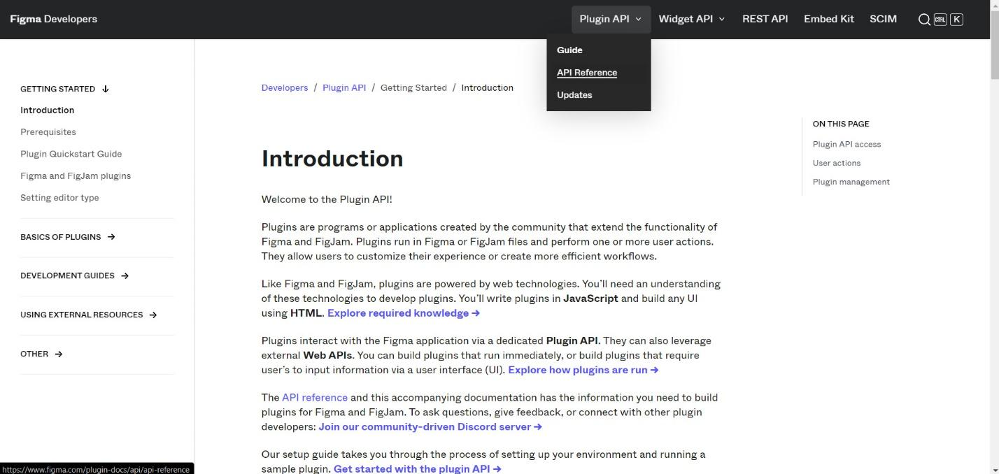 Figma Developers
Plugin API
Widget API
REST API
Embed Kit
SCIM
CTRL K
Guide
API Reference
Updates
GETTING STARTED ↓
Introduction
Prerequisites
Plugin Quickstart Guide
Figma and FigJam plugins
Setting editor type
BASICS OF PLUGINS →
DEVELOPMENT GUIDES →
USING EXTERNAL RESOURCES →
OTHER →
Developers / Plugin API / Getting Started / Introduction
Introduction
Welcome to the Plugin API!
Plugins are programs or applications created by the community that extend the functionality of
Figma and FigJam. Plugins run in Figma or FigJam files and perform one or more user actions.
They allow users to customize their experience or create more efficient workflows.
Like Figma and FigJam, plugins are powered by web technologies. You’ll need an understanding
of these technologies to develop plugins. You’ll write plugins in JavaScript and build any UI
using HTML. Explore required knowledge →
Plugins interact with the Figma application via a dedicated Plugin API. They can also leverage
external Web APIs. You can build plugins that run immediately, or build plugins that require
user’s to input information via a user interface (UI). Explore how plugins are run →
The API reference and this accompanying documentation has the information you need to build
plugins for Figma and FigJam. To ask questions, give feedback, or connect with other plugin
developers: Join our community-driven Discord server →
Our setup guide takes you through the process of setting up your environment and running a
sample plugin. Get started with the plugin API →
ON THIS PAGE
Plugin API access
User actions
Plugin management
https://www.figma.com/plugin-docs/api/api-reference